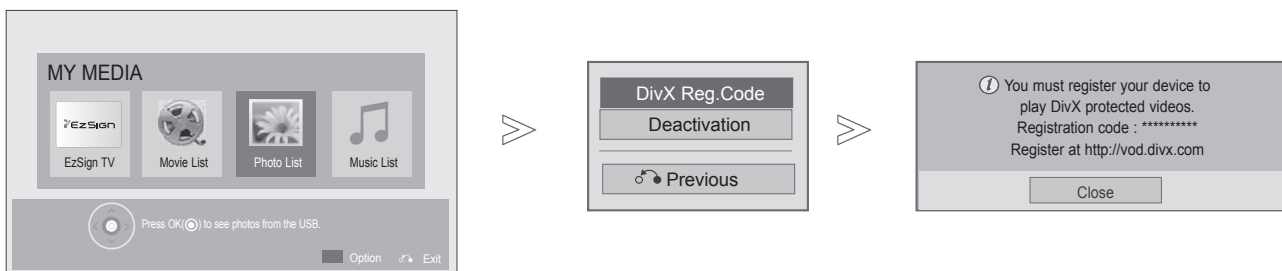 MY MEDIA
EzSign
EzSign TV
Movie List
Photo List
Music List
Press OK(◉) to see photos from the USB.
Option
Exit
DivX Reg.Code
Deactivation
Previous
You must register your device to
play DivX protected videos.
Registration code : **********
Register at http://vod.divx.com
Close